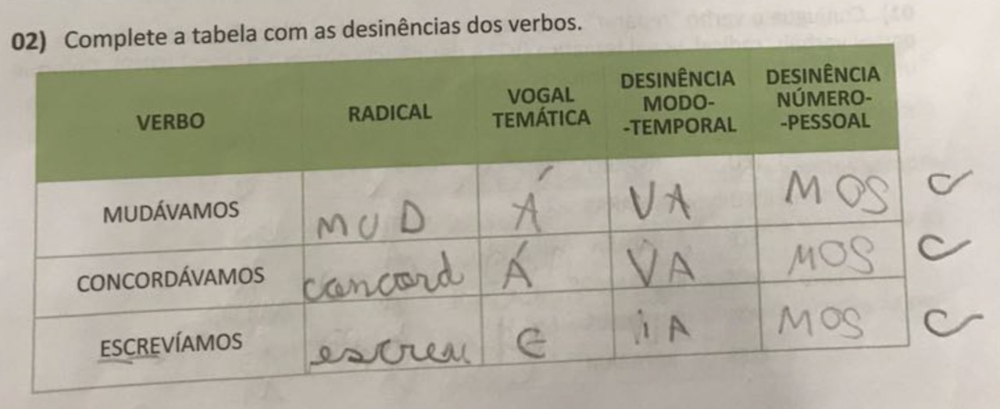 02) Complete a tabela com as desinências dos verbos.
VERBO RADICAL VOGAL TEMÁTICA DESINÊNCIA MODO- -TEMPORAL DESINÊNCIA NÚMERO- -PESSOAL
MUDÁVAMOS MUD Á VA MOS C
CONCORDÁVAMOS concord Á VA MOS C
ESCREVÍAMOS escrev E iA MOS C